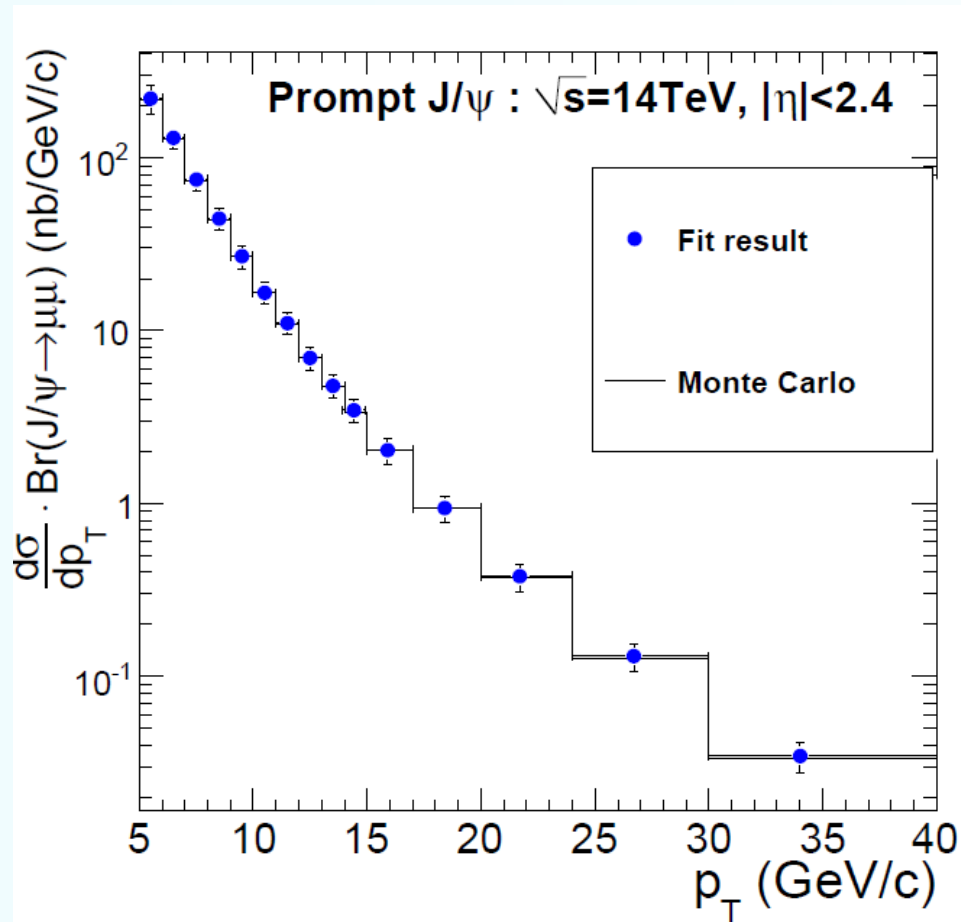 Prompt J/ψ : √s=14TeV, |η|<2.4
Fit result
Monte Carlo
dσ/dp_T · Br(J/ψ→μμ) (nb/GeV/c)
10^2
10
1
10^-1
5 10 15 20 25 30 35 40
p_T (GeV/c)